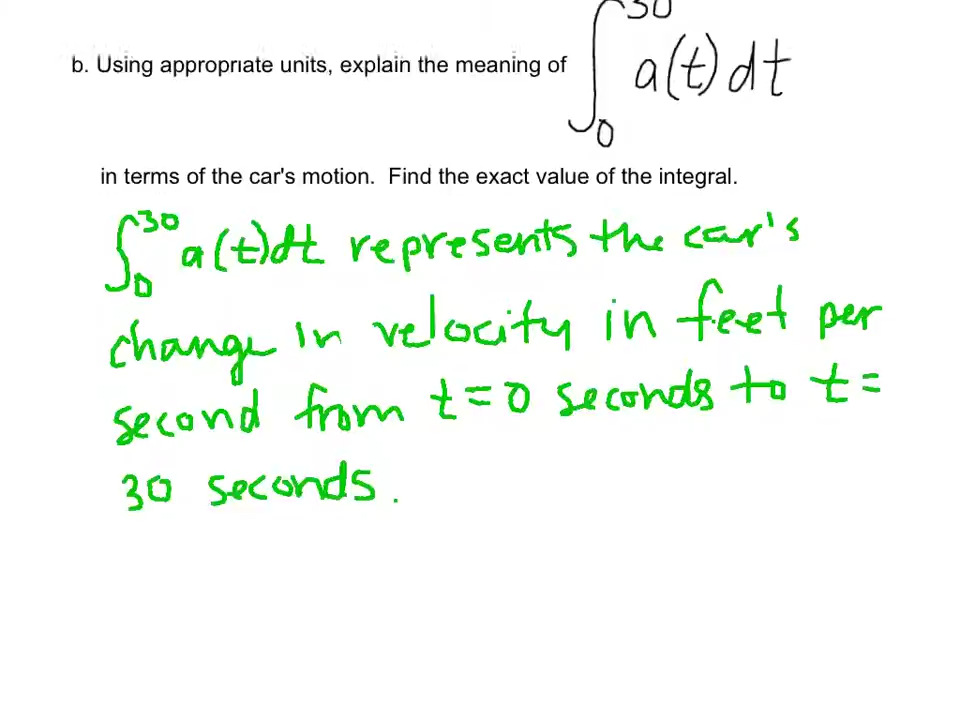 b. Using appropriate units, explain the meaning of ∫₀³⁰ a(t)dt
in terms of the car's motion. Find the exact value of the integral.
∫₀³⁰ a(t)dt represents the car's
change in velocity in feet per
second from t=0 seconds to t=
30 seconds.